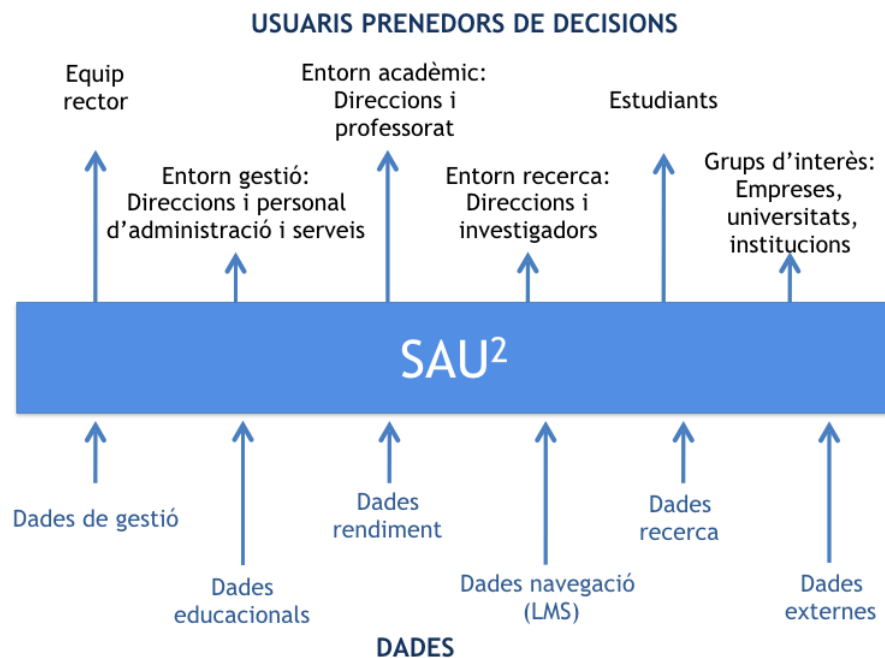 USUARIS PRENEDORS DE DECISIONS
Equip
rector
Entorn acadèmic:
Direccions i
professorat
Estudiants
Entorn gestió:
Direccions i personal
d'administració i serveis
Entorn recerca:
Direccions i
investigadors
Grups d'interès:
Empreses,
universitats,
institucions
SAU²
Dades de gestió
Dades
rendiment
Dades
recerca
Dades
educacionals
Dades navegació
(LMS)
Dades
externes
DADES